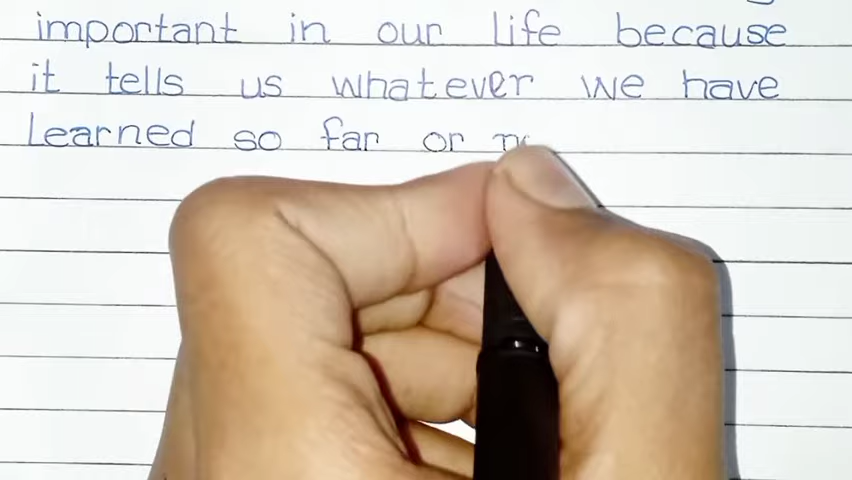 important in our life because
it tells us whatever we have
Learned so far or